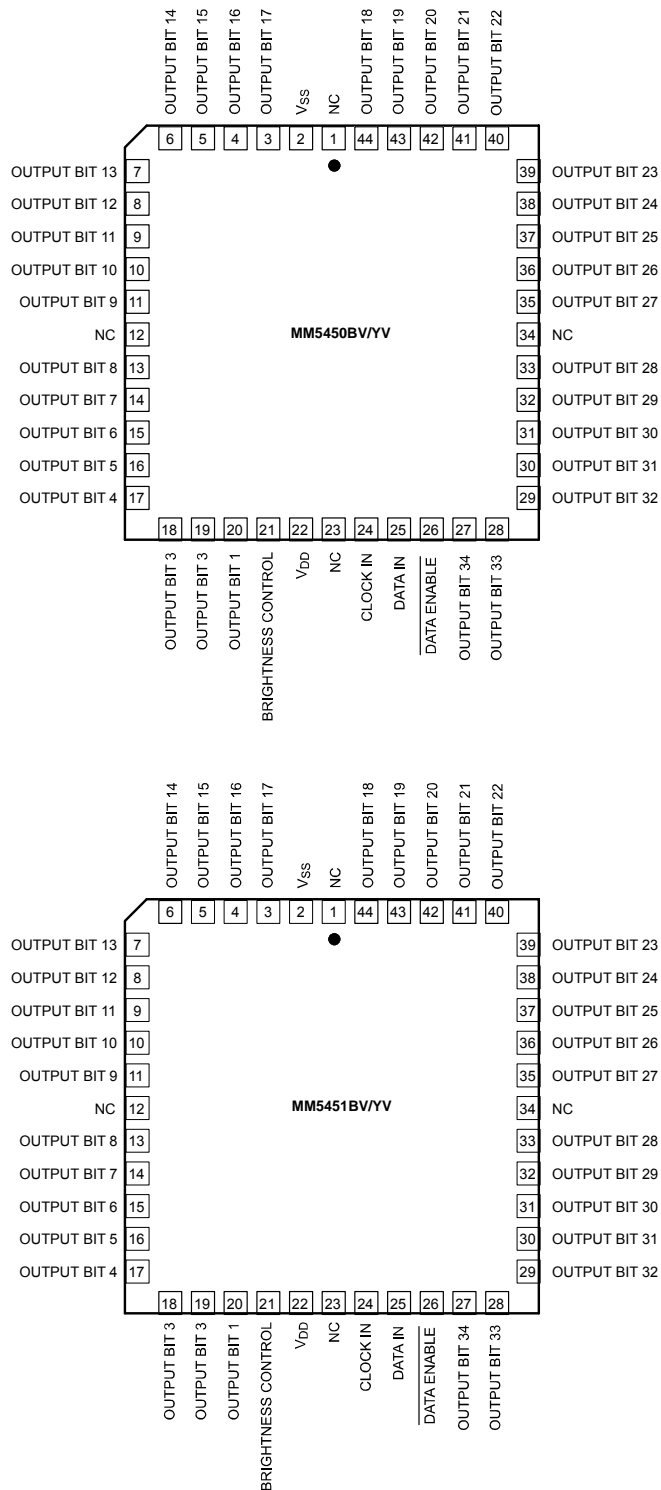 OUTPUT BIT 14
OUTPUT BIT 15
OUTPUT BIT 16
OUTPUT BIT 17
VSS
NC
OUTPUT BIT 18
OUTPUT BIT 19
OUTPUT BIT 20
OUTPUT BIT 21
OUTPUT BIT 22
6 5 4 3 2 1 44 43 42 41 40
OUTPUT BIT 13 7
OUTPUT BIT 12 8
OUTPUT BIT 11 9
OUTPUT BIT 10 10
OUTPUT BIT 9 11
NC 12
OUTPUT BIT 8 13
OUTPUT BIT 7 14
OUTPUT BIT 6 15
OUTPUT BIT 5 16
OUTPUT BIT 4 17
MM5450BV/YV
39 OUTPUT BIT 23
38 OUTPUT BIT 24
37 OUTPUT BIT 25
36 OUTPUT BIT 26
35 OUTPUT BIT 27
34 NC
33 OUTPUT BIT 28
32 OUTPUT BIT 29
31 OUTPUT BIT 30
30 OUTPUT BIT 31
29 OUTPUT BIT 32
18 19 20 21 22 23 24 25 26 27 28
OUTPUT BIT 3
OUTPUT BIT 3
OUTPUT BIT 1
BRIGHTNESS CONTROL
VDD
NC
CLOCK IN
DATA IN
DATA ENABLE
OUTPUT BIT 34
OUTPUT BIT 33
OUTPUT BIT 14
OUTPUT BIT 15
OUTPUT BIT 16
OUTPUT BIT 17
VSS
NC
OUTPUT BIT 18
OUTPUT BIT 19
OUTPUT BIT 20
OUTPUT BIT 21
OUTPUT BIT 22
6 5 4 3 2 1 44 43 42 41 40
OUTPUT BIT 13 7
OUTPUT BIT 12 8
OUTPUT BIT 11 9
OUTPUT BIT 10 10
OUTPUT BIT 9 11
NC 12
OUTPUT BIT 8 13
OUTPUT BIT 7 14
OUTPUT BIT 6 15
OUTPUT BIT 5 16
OUTPUT BIT 4 17
MM5451BV/YV
39 OUTPUT BIT 23
38 OUTPUT BIT 24
37 OUTPUT BIT 25
36 OUTPUT BIT 26
35 OUTPUT BIT 27
34 NC
33 OUTPUT BIT 28
32 OUTPUT BIT 29
31 OUTPUT BIT 30
30 OUTPUT BIT 31
29 OUTPUT BIT 32
18 19 20 21 22 23 24 25 26 27 28
OUTPUT BIT 3
OUTPUT BIT 3
OUTPUT BIT 1
BRIGHTNESS CONTROL
VDD
NC
CLOCK IN
DATA IN
DATA ENABLE
OUTPUT BIT 34
OUTPUT BIT 33